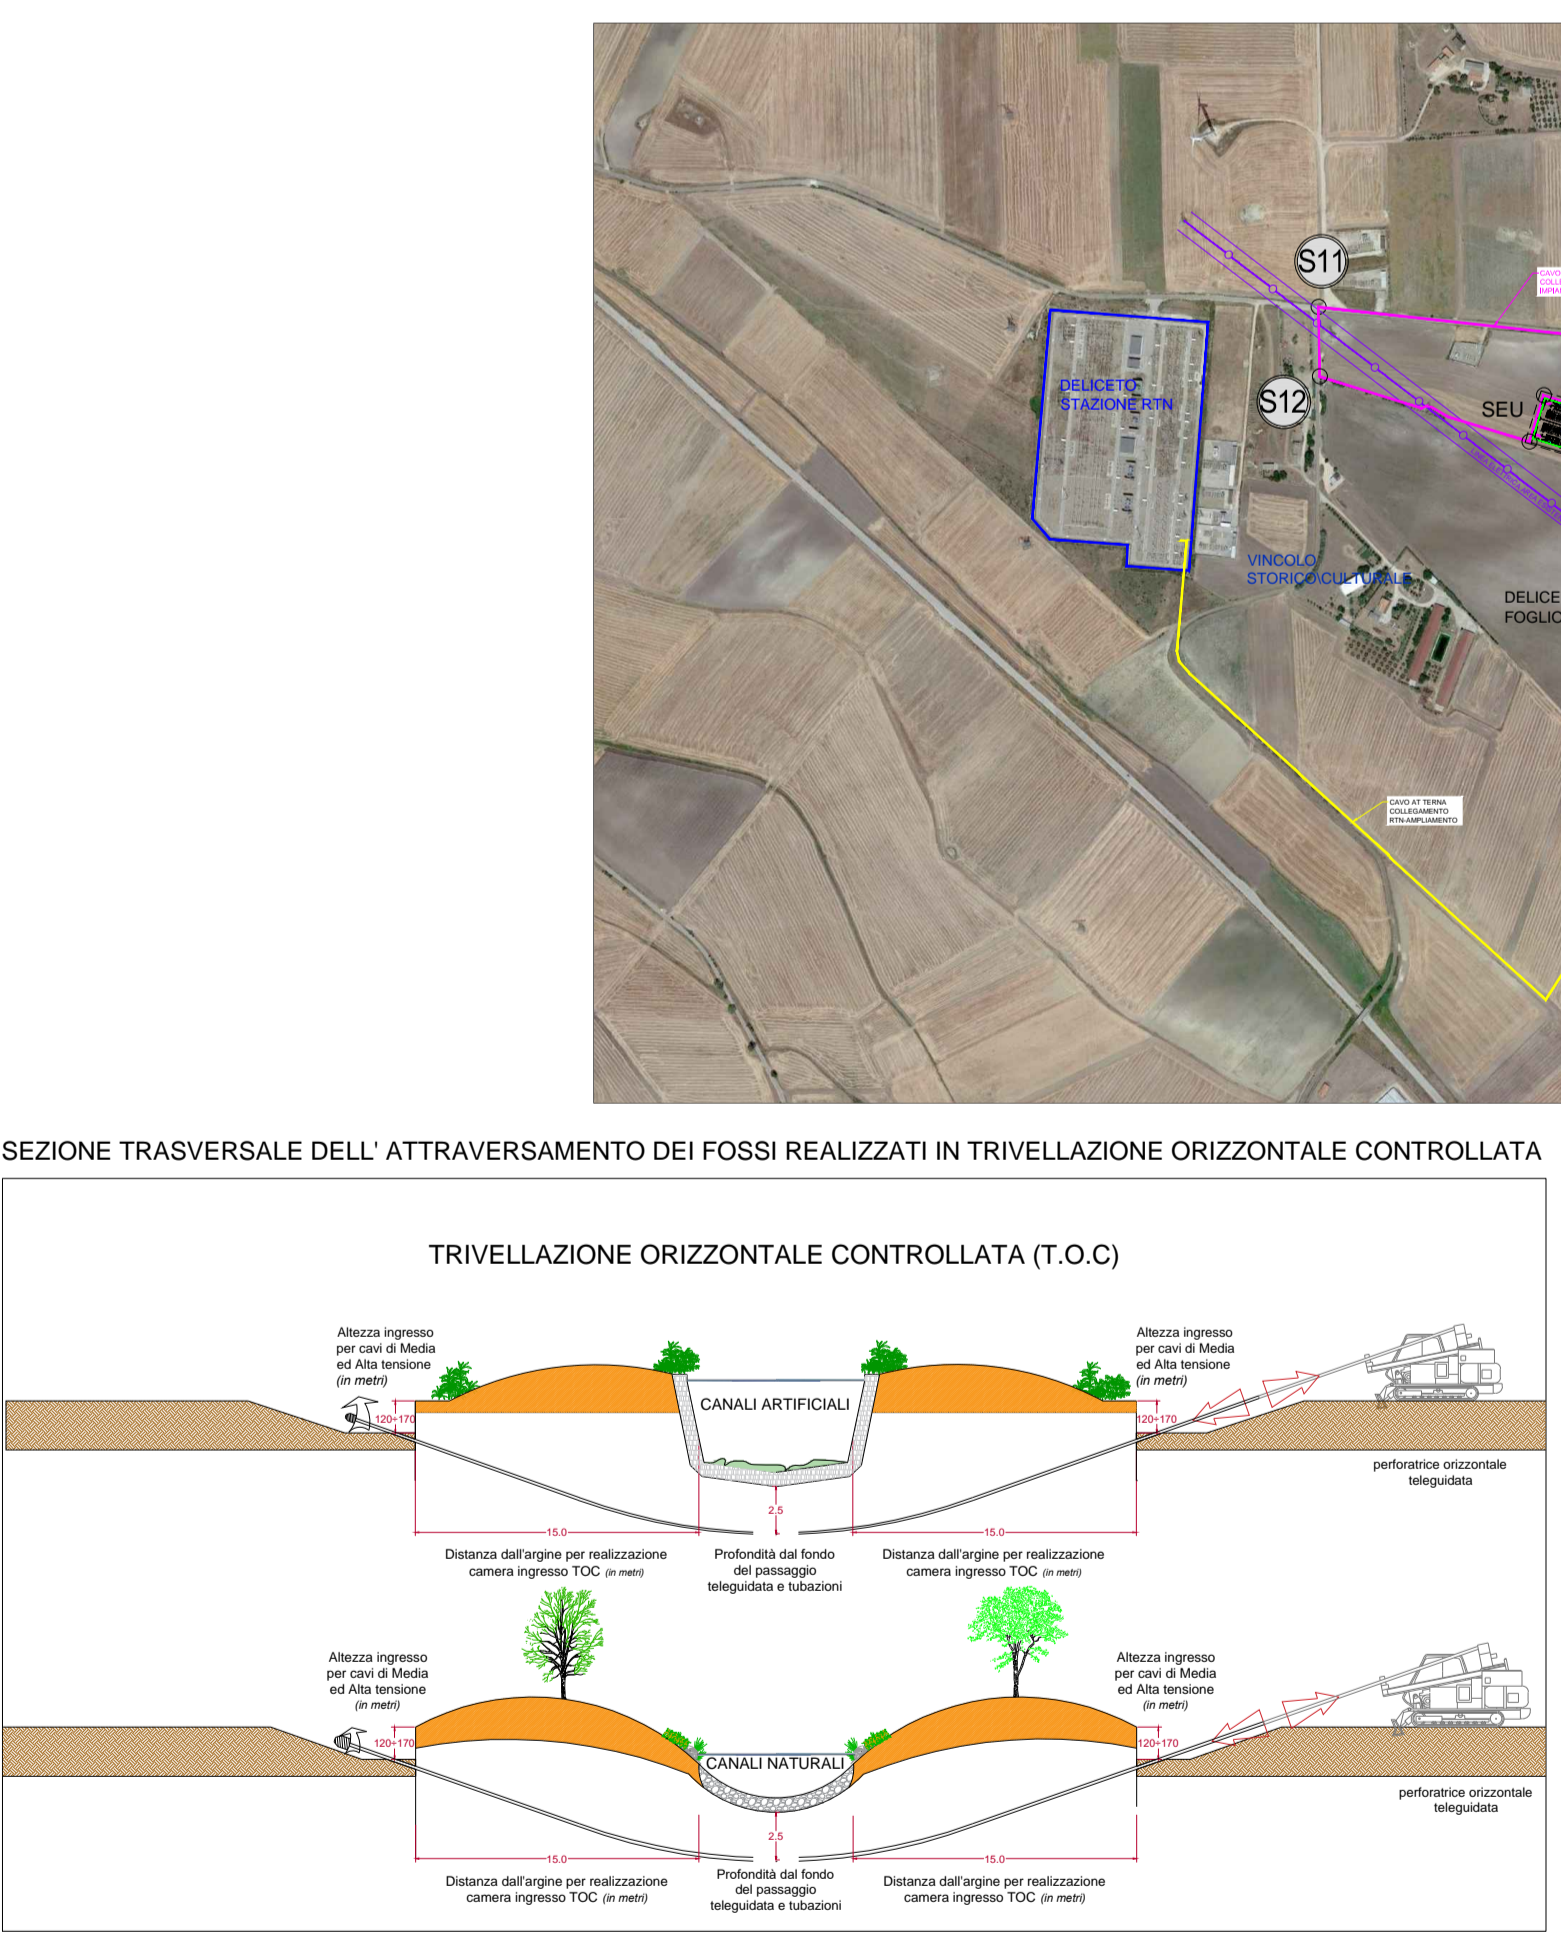 S11
CAVO
COLLE
IMPIA
DELICETO
STAZIONE RTN
S12
SEU
LINEA ELETTRICA AREA
VINCOLO
STORICO\CULTURALE
DELICE
FOGLIO
CAVO AT TERNA
COLLEGAMENTO
RTN-AMPLIAMENTO
SEZIONE TRASVERSALE DELL' ATTRAVERSAMENTO DEI FOSSI REALIZZATI IN TRIVELLAZIONE ORIZZONTALE CONTROLLATA
TRIVELLAZIONE ORIZZONTALE CONTROLLATA (T.O.C)
Altezza ingresso
per cavi di Media
ed Alta tensione
(in metri)
120÷170
CANALI ARTIFICIALI
Altezza ingresso
per cavi di Media
ed Alta tensione
(in metri)
120÷170
perforatrice orizzontale
teleguidata
2.5
15.0
15.0
Distanza dall'argine per realizzazione
camera ingresso TOC (in metri)
Profondità dal fondo
del passaggio
teleguidata e tubazioni
Distanza dall'argine per realizzazione
camera ingresso TOC (in metri)
Altezza ingresso
per cavi di Media
ed Alta tensione
(in metri)
120÷170
CANALI NATURALI
Altezza ingresso
per cavi di Media
ed Alta tensione
(in metri)
120÷170
perforatrice orizzontale
teleguidata
2.5
15.0
15.0
Distanza dall'argine per realizzazione
camera ingresso TOC (in metri)
Profondità dal fondo
del passaggio
teleguidata e tubazioni
Distanza dall'argine per realizzazione
camera ingresso TOC (in metri)